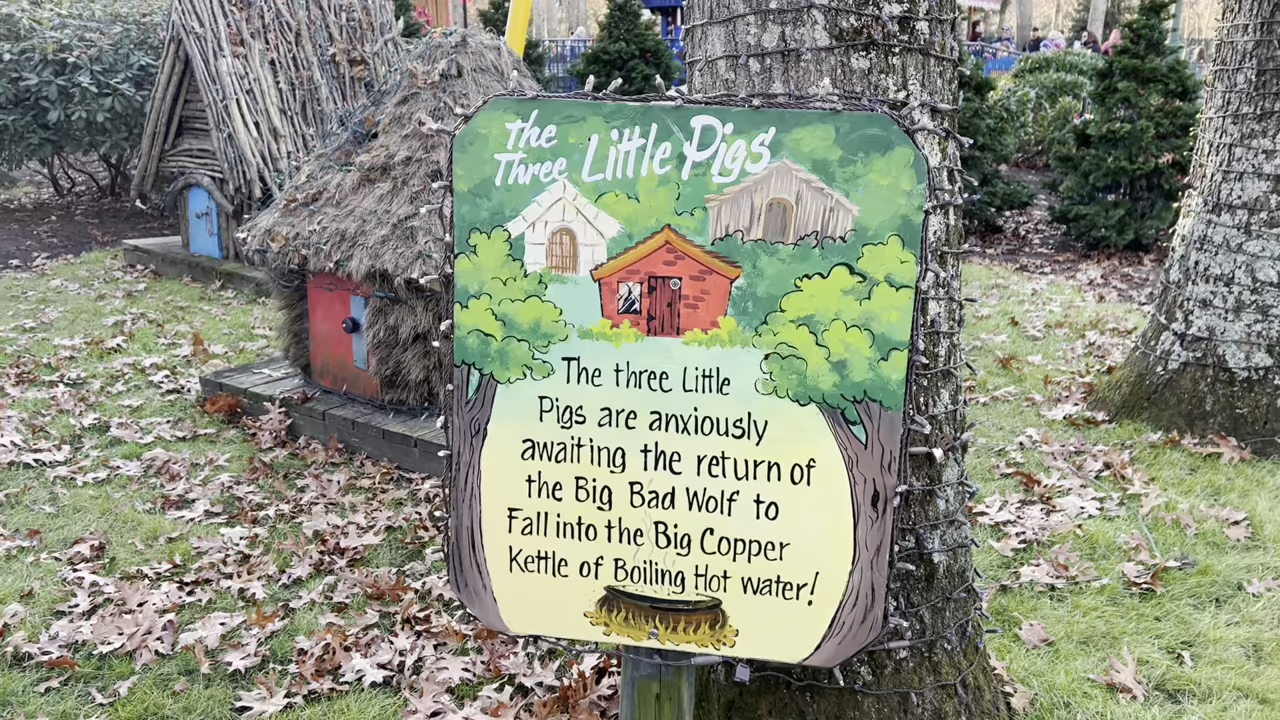 The
Three Little Pigs
The three Little
Pigs are anxiously
awaiting the return of
the Big Bad Wolf to
Fall into the Big Copper
Kettle of Boiling Hot water!